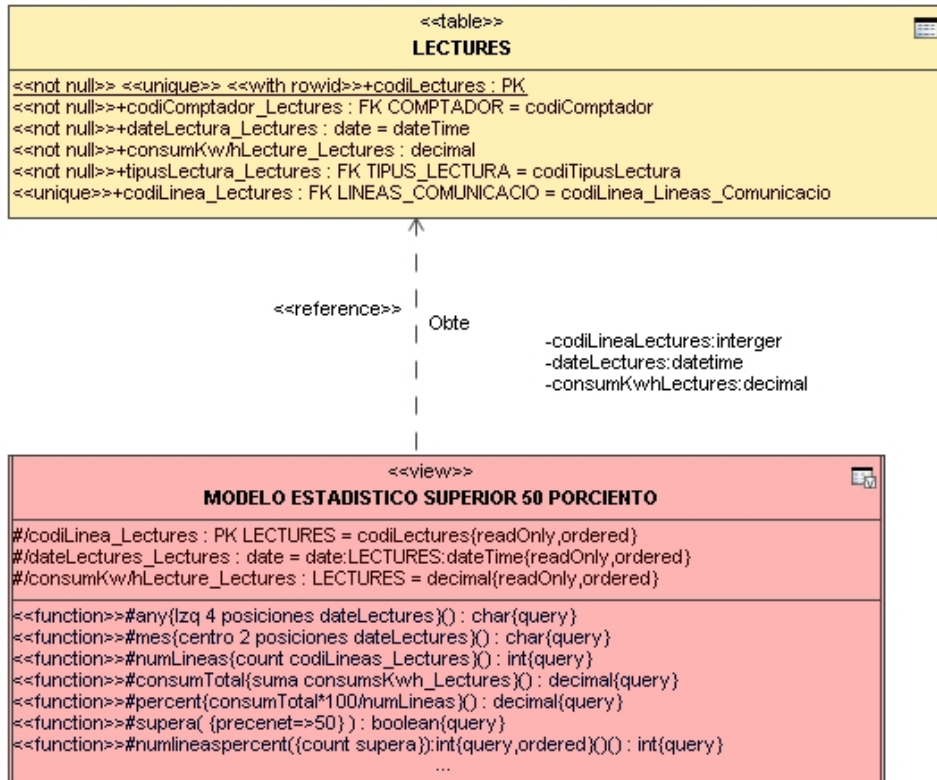 <<table>>
LECTURES
<<not null>> <<unique>> <<with rowid>>+codiLectures : PK
<<not null>>+codiComptador_Lectures : FK COMPTADOR = codiComptador
<<not null>>+dateLectura_Lectures : date = dateTime
<<not null>>+consumKw/hLecture_Lectures : decimal
<<not null>>+tipusLectura_Lectures : FK TIPUS_LECTURA = codiTipusLectura
<<unique>>+codiLinea_Lectures : FK LINEAS_COMUNICACIO = codiLinea_Lineas_Comunicacio
<<reference>>
Obte
-codiLineaLectures:interger
-dateLectures:datetime
-consumKwhLectures:decimal
<<view>>
MODELO ESTADISTICO SUPERIOR 50 PORCIENTO
#/codiLinea_Lectures : PK LECTURES = codiLectures{readOnly,ordered}
#/dateLectures_Lectures : date = date:LECTURES:dateTime{readOnly,ordered}
#/consumKw/hLecture_Lectures : LECTURES = decimal{readOnly,ordered}
<<function>>#any{Izq 4 posiciones dateLectures}() : char{query}
<<function>>#mes{centro 2 posiciones dateLectures}() : char{query}
<<function>>#numLineas{count codiLineas_Lectures}() : int{query}
<<function>>#consumTotal{suma consumsKwh_Lectures}() : decimal{query}
<<function>>#percent{consumTotal*100/numLineas}() : decimal{query}
<<function>>#supera( {precenet=>50} ) : boolean{query}
<<function>>#numlineaspercent({count supera}):int{query,ordered}()() : int{query}
...